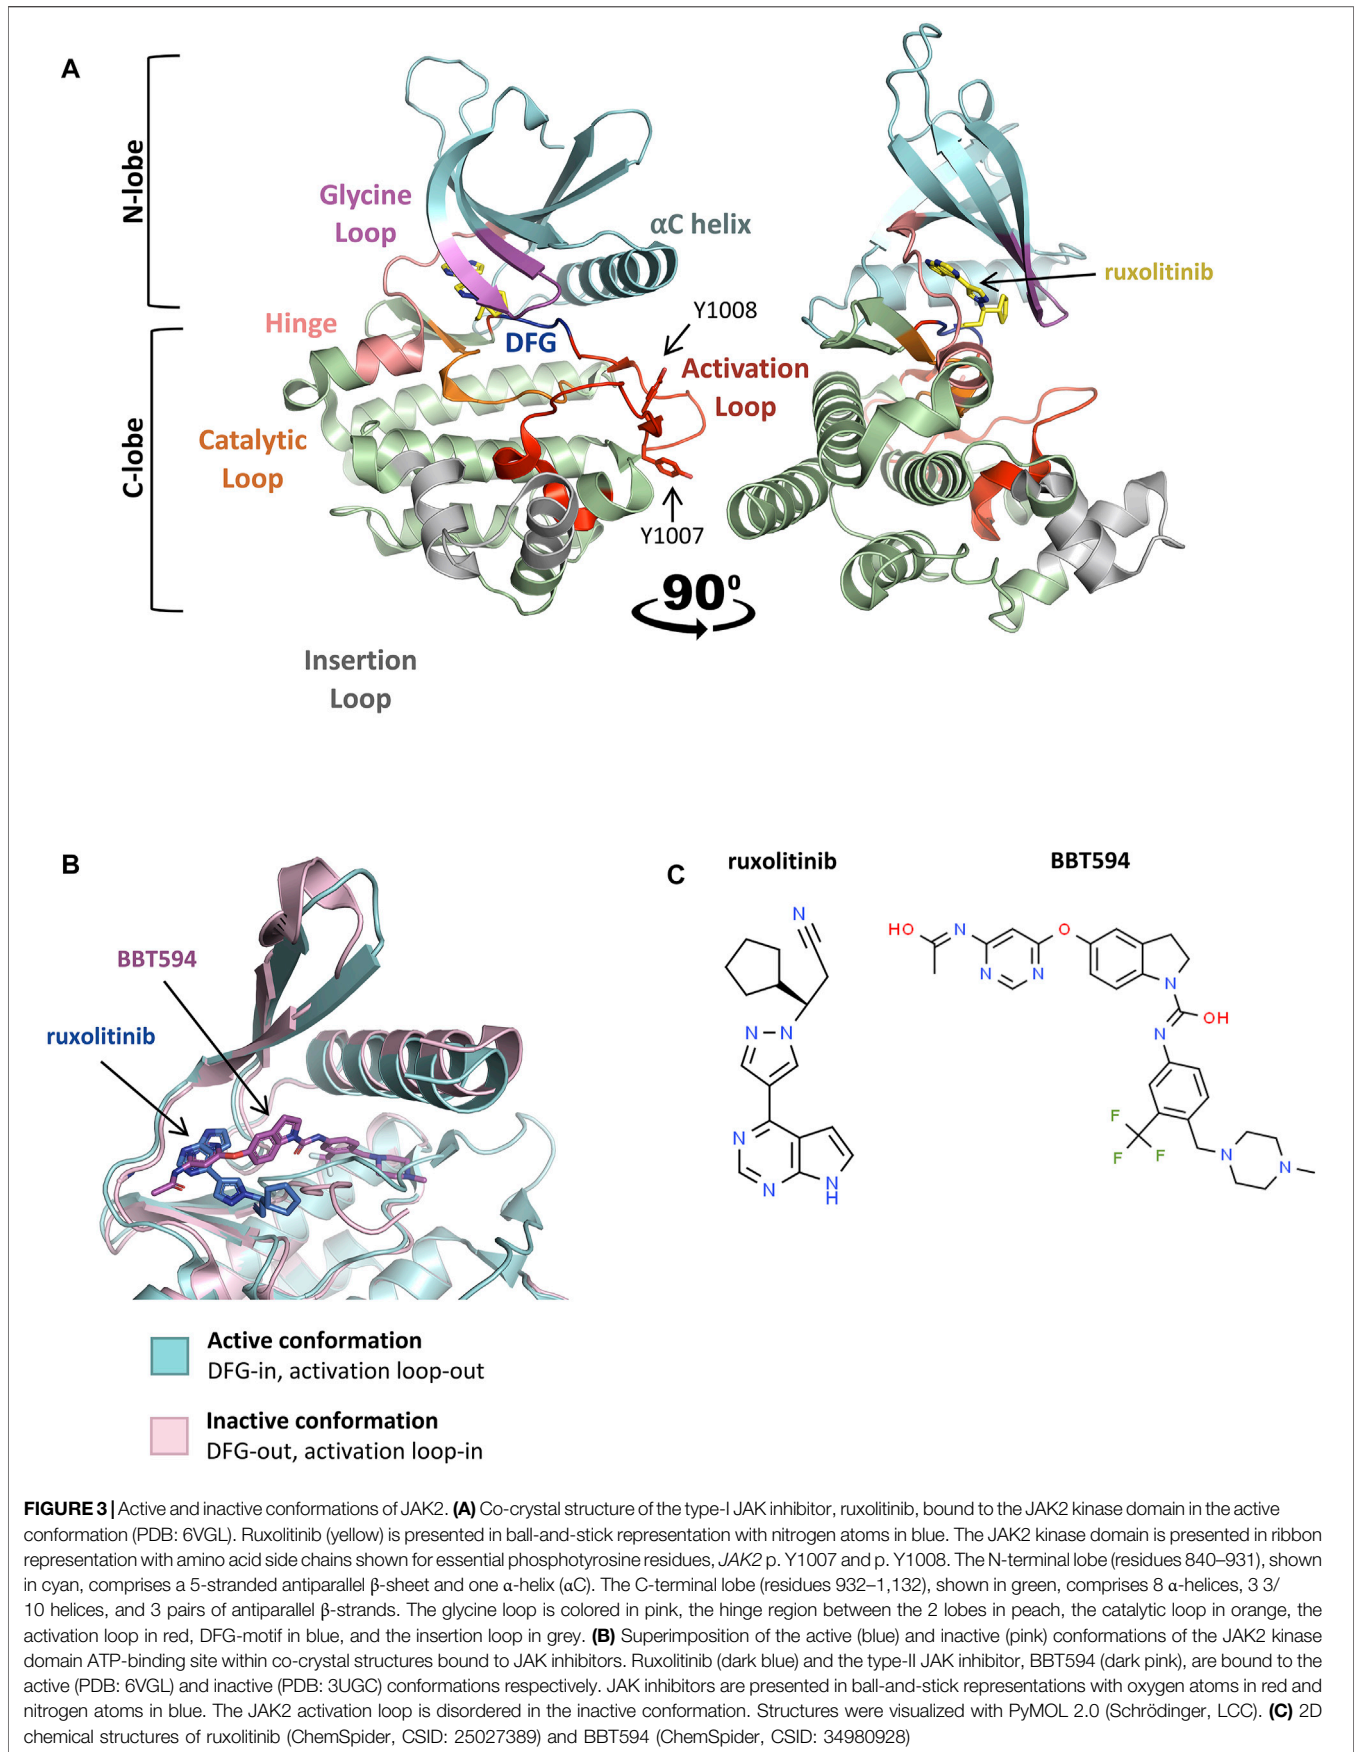 A
N-lobe
C-lobe
Glycine
Loop
αC helix
ruxolitinib
Hinge
DFG
Y1008
Activation
Loop
Catalytic
Loop
Y1007
90⁰
Insertion
Loop
B
BBT594
ruxolitinib
Active conformation
DFG-in, activation loop-out
Inactive conformation
DFG-out, activation loop-in
C
ruxolitinib
BBT594
N
N
N
N
N
N
H
HO
N
N
N
O
N
OH
N
F
F
F
N
N
FIGURE 3 | Active and inactive conformations of JAK2. (A) Co-crystal structure of the type-I JAK inhibitor, ruxolitinib, bound to the JAK2 kinase domain in the active
conformation (PDB: 6VGL). Ruxolitinib (yellow) is presented in ball-and-stick representation with nitrogen atoms in blue. The JAK2 kinase domain is presented in ribbon
representation with amino acid side chains shown for essential phosphotyrosine residues, JAK2 p. Y1007 and p. Y1008. The N-terminal lobe (residues 840–931), shown
in cyan, comprises a 5-stranded antiparallel β-sheet and one α-helix (αC). The C-terminal lobe (residues 932–1,132), shown in green, comprises 8 α-helices, 3 3/
10 helices, and 3 pairs of antiparallel β-strands. The glycine loop is colored in pink, the hinge region between the 2 lobes in peach, the catalytic loop in orange, the
activation loop in red, DFG-motif in blue, and the insertion loop in grey. (B) Superimposition of the active (blue) and inactive (pink) conformations of the JAK2 kinase
domain ATP-binding site within co-crystal structures bound to JAK inhibitors. Ruxolitinib (dark blue) and the type-II JAK inhibitor, BBT594 (dark pink), are bound to the
active (PDB: 6VGL) and inactive (PDB: 3UGC) conformations respectively. JAK inhibitors are presented in ball-and-stick representations with oxygen atoms in red and
nitrogen atoms in blue. The JAK2 activation loop is disordered in the inactive conformation. Structures were visualized with PyMOL 2.0 (Schrödinger, LCC). (C) 2D
chemical structures of ruxolitinib (ChemSpider, CSID: 25027389) and BBT594 (ChemSpider, CSID: 34980928)